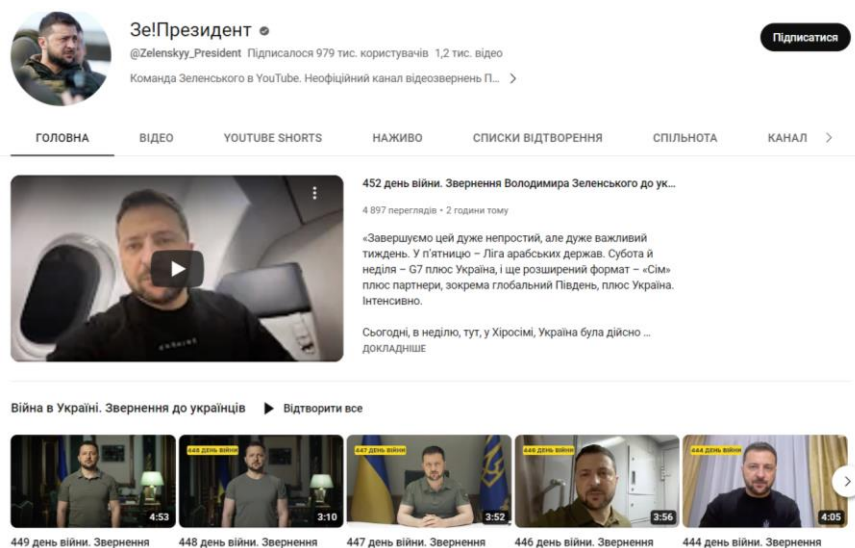 Зе!Президент
@Zelenskyy_President Підписалося 979 тис. користувачів 1,2 тис. відео
Команда Зеленського в YouTube. Неофіційний канал відеозвернень П...
Підписатися
ГОЛОВНА ВІДЕО YOUTUBE SHORTS НАЖИВО СПИСКИ ВІДТВОРЕННЯ СПІЛЬНОТА КАНАЛ
452 день війни. Звернення Володимира Зеленського до ук...
4 897 переглядів • 2 години тому
«Завершуємо цей дуже непростий, але дуже важливий
тиждень. У п'ятницю – Ліга арабських держав. Субота й
неділя – G7 плюс Україна, і ще розширений формат – «Сім»
плюс партнери, зокрема глобальний Південь, плюс Україна.
Інтенсивно.
Сьогодні, в неділю, тут, у Хіросімі, Україна була дійсно ...
ДОКЛАДНІШЕ
Війна в Україні. Звернення до українців Відтворити все
448 ДЕНЬ ВІЙНИ 447 ДЕНЬ ВІЙНИ 446 ДЕНЬ ВІЙНИ 444 ДЕНЬ ВІЙНИ
4:53 3:10 3:52 3:56 4:05
449 день війни. Звернення 448 день війни. Звернення 447 день війни. Звернення 446 день війни. Звернення 444 день війни. Звернення